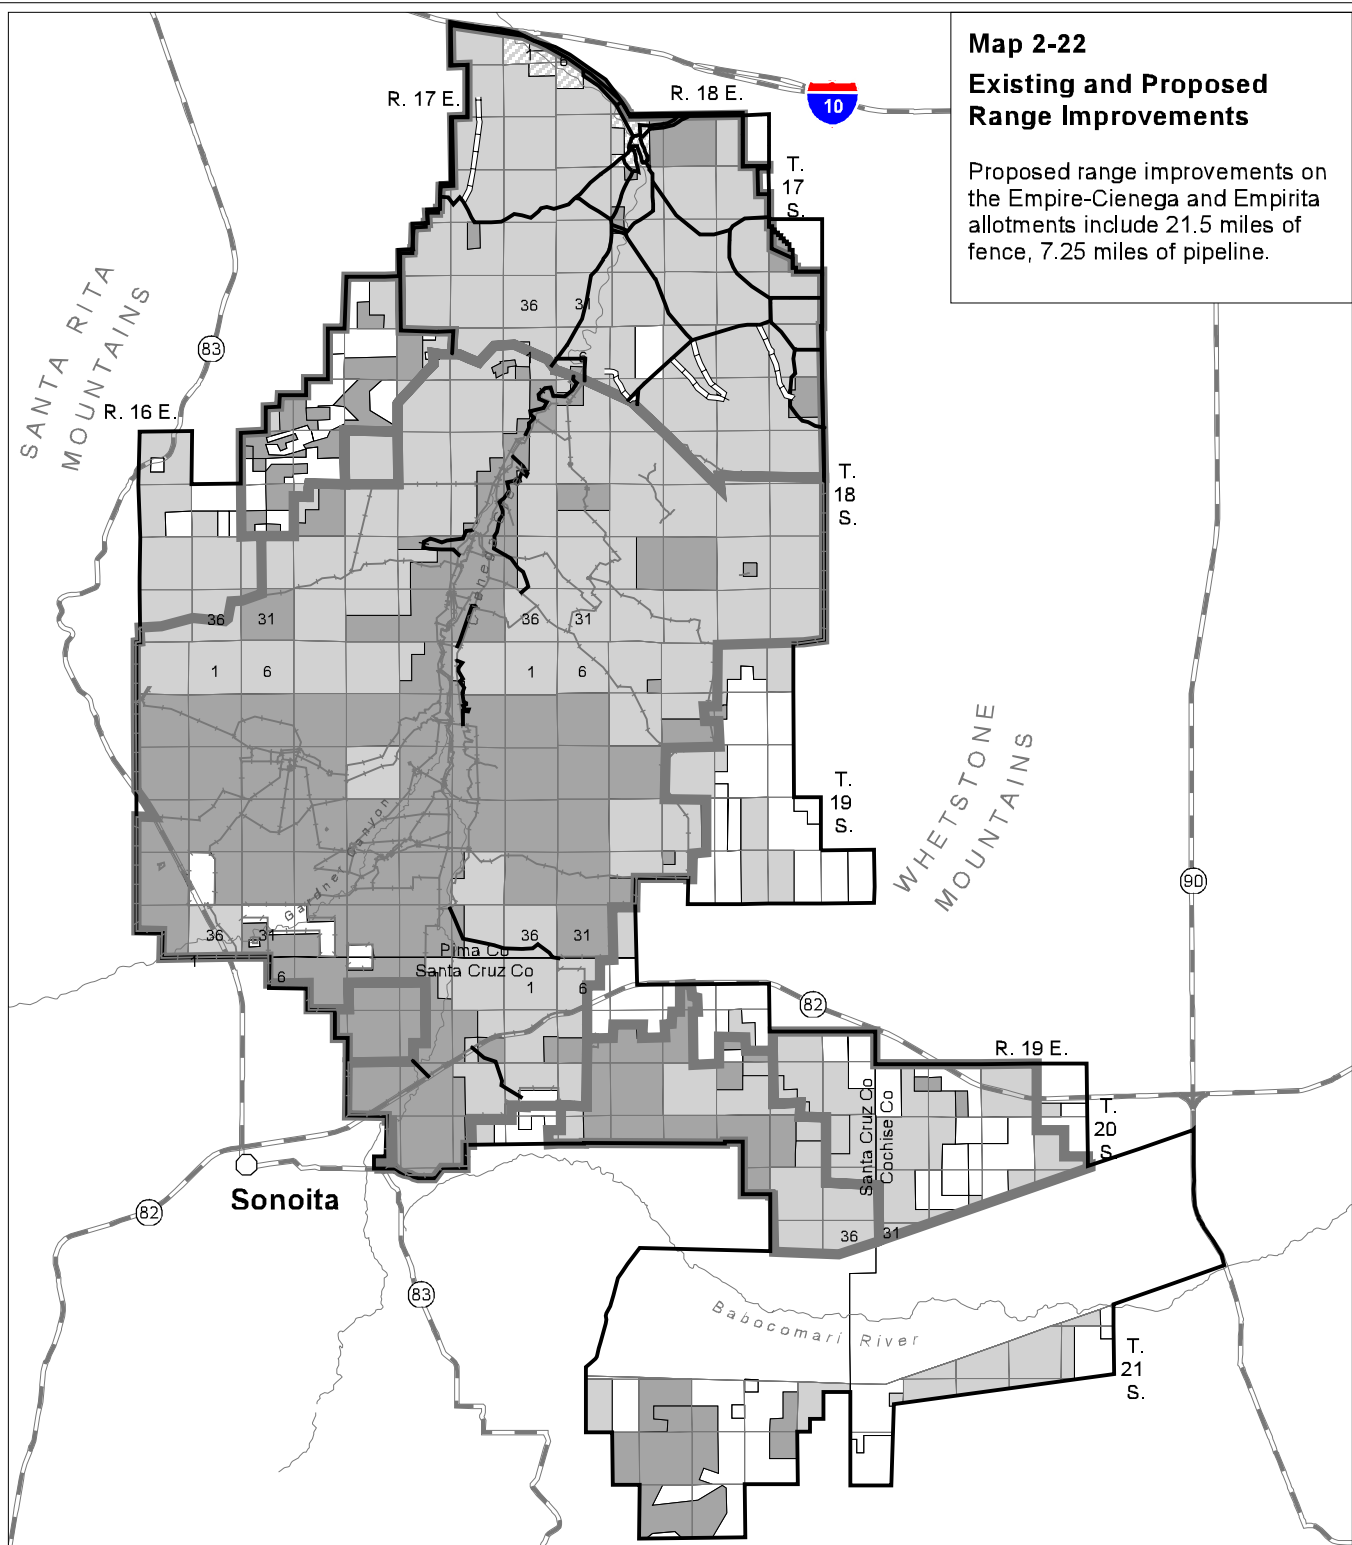 Map 2-22
Existing and Proposed
Range Improvements
Proposed range improvements on
the Empire-Cienega and Empirita
allotments include 21.5 miles of
fence, 7.25 miles of pipeline.
10
6
R. 17 E.
R. 18 E.
T.
17
S.
SANTA RITA
MOUNTAINS
83
36
31
6
R. 16 E.
T.
18
S.
36
31
36
31
1
6
1
6
WHETSTONE
MOUNTAINS
T.
19
S.
Gardner Canyon
90
36
31
36
31
Pima Co
Santa Cruz Co
1
6
1
6
82
R. 19 E.
Santa Cruz Co
Cochise Co
T.
20
S.
Sonoita
82
36
31
83
Babocomari River
T.
21
S.